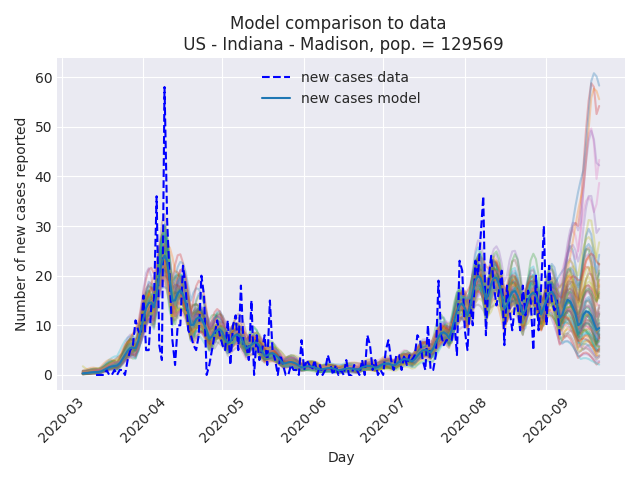 Model comparison to data
US - Indiana - Madison, pop. = 129569
new cases data
new cases model
Number of new cases reported
60
50
40
30
20
10
0
2020-03
2020-04
2020-05
2020-06
2020-07
2020-08
2020-09
Day